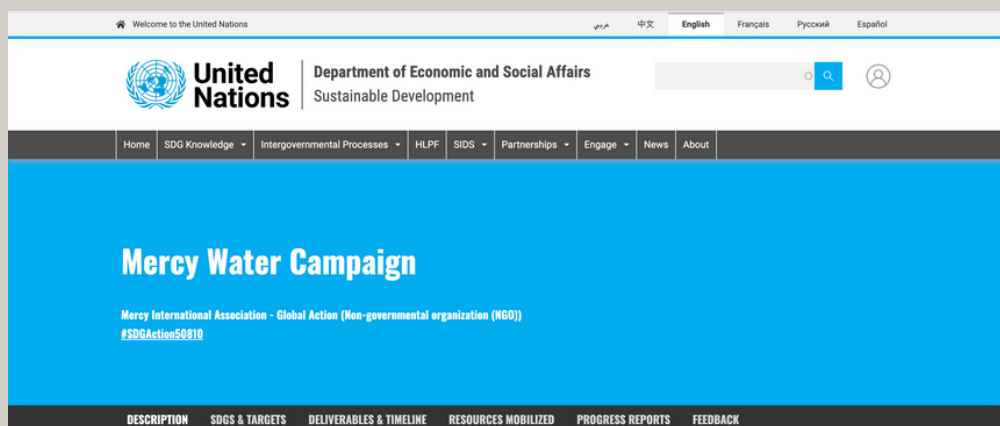 Welcome to the United Nations
عربي 中文 English Français Русский Español
United Nations
Department of Economic and Social Affairs
Sustainable Development
Home SDG Knowledge Intergovernmental Processes HLPF SIDS Partnerships Engage News About
Mercy Water Campaign
Mercy International Association - Global Action (Non-governmental organization (NGO))
#SDGAction50810
DESCRIPTION SDGS & TARGETS DELIVERABLES & TIMELINE RESOURCES MOBILIZED PROGRESS REPORTS FEEDBACK